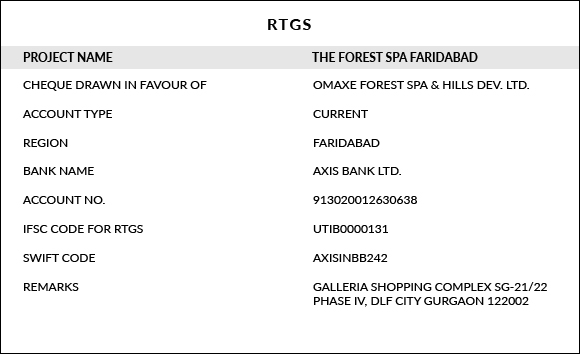 RTGS
PROJECT NAME THE FOREST SPA FARIDABAD
CHEQUE DRAWN IN FAVOUR OF OMAXE FOREST SPA & HILLS DEV. LTD.
ACCOUNT TYPE CURRENT
REGION FARIDABAD
BANK NAME AXIS BANK LTD.
ACCOUNT NO. 913020012630638
IFSC CODE FOR RTGS UTIB0000131
SWIFT CODE AXISINBB242
REMARKS GALLERIA SHOPPING COMPLEX SG-21/22
PHASE IV, DLF CITY GURGAON 122002